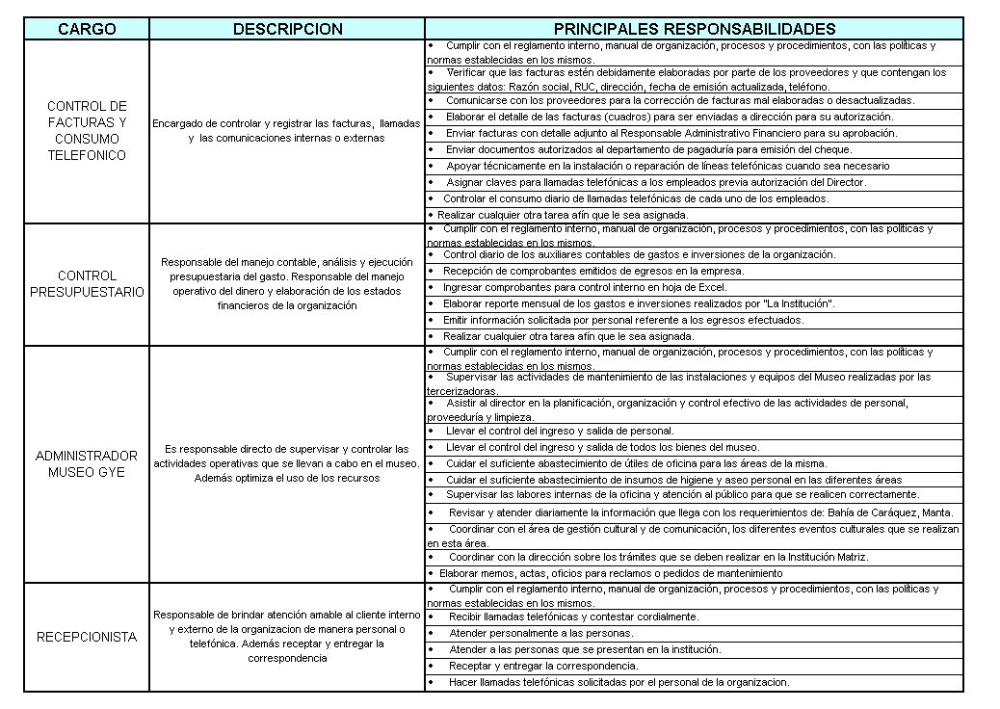 CARGO DESCRIPCION PRINCIPALES RESPONSABILIDADES
CONTROL DE
FACTURAS Y
CONSUMO
TELEFONICO
Encargado de controlar y registrar las facturas, llamadas
y las comunicaciones internas o externas
• Cumplir con el reglamento interno, manual de organización, procesos y procedimientos, con las políticas y
normas establecidas en los mismos.
• Verificar que las facturas estén debidamente elaboradas por parte de los proveedores y que contengan los
siguientes datos: Razón social, RUC, dirección, fecha de emisión actualizada, teléfono.
• Comunicarse con los proveedores para la corrección de facturas mal elaboradas o desactualizadas.
• Elaborar el detalle de las facturas (cuadros) para ser enviadas a dirección para su autorización.
• Enviar facturas con detalle adjunto al Responsable Administrativo Financiero para su aprobación.
• Enviar documentos autorizados al departamento de pagaduría para emisión del cheque.
• Apoyar técnicamente en la instalación o reparación de líneas telefónicas cuando sea necesario
• Asignar claves para llamadas telefónicas a los empleados previa autorización del Director.
• Controlar el consumo diario de llamadas telefónicas de cada uno de los empleados.
• Realizar cualquier otra tarea afín que le sea asignada.
CONTROL
PRESUPUESTARIO
Responsable del manejo contable, análisis y ejecución
presupuestaria del gasto. Responsable del manejo
operativo del dinero y elaboración de los estados
financieros de la organización
• Cumplir con el reglamento interno, manual de organización, procesos y procedimientos, con las políticas y
normas establecidas en los mismos.
• Control diario de los auxiliares contables de gastos e inversiones de la organización.
• Recepción de comprobantes emitidos de egresos en la empresa.
• Ingresar comprobantes para control interno en hoja de Excel.
• Elaborar reporte mensual de los gastos e inversiones realizados por "La Institución".
• Emitir información solicitada por personal referente a los egresos efectuados.
• Realizar cualquier otra tarea afín que le sea asignada.
ADMINISTRADOR
MUSEO GYE
Es responsable directo de supervisar y controlar las
actividades operativas que se llevan a cabo en el museo.
Además optimiza el uso de los recursos
• Cumplir con el reglamento interno, manual de organización, procesos y procedimientos, con las políticas y
normas establecidas en los mismos.
• Supervisar las actividades de mantenimiento de las instalaciones y equipos del Museo realizadas por las
tercerizadoras.
• Asistir al director en la planificación, organización y control efectivo de las actividades de personal,
proveeduría y limpieza.
• Llevar el control del ingreso y salida de personal.
• Llevar el control del ingreso y salida de todos los bienes del museo.
• Cuidar el suficiente abastecimiento de útiles de oficina para las áreas de la misma.
• Cuidar el suficiente abastecimiento de insumos de higiene y aseo personal en las diferentes áreas
• Supervisar las labores internas de la oficina y atención al público para que se realicen correctamente.
• Revisar y atender diariamente la información que llega con los requerimientos de: Bahía de Caráquez, Manta.
• Coordinar con el área de gestión cultural y de comunicación, los diferentes eventos culturales que se realizan
en esta área.
• Coordinar con la dirección sobre los trámites que se deben realizar en la Institución Matriz.
• Elaborar memos, actas, oficios para reclamos o pedidos de mantenimiento
RECEPCIONISTA
Responsable de brindar atención amable al cliente interno
y externo de la organizacion de manera personal o
telefónica. Además receptar y entregar la
correspondencia
• Cumplir con el reglamento interno, manual de organización, procesos y procedimientos, con las políticas y
normas establecidas en los mismos.
• Recibir llamadas telefónicas y contestar cordialmente.
• Atender personalmente a las personas.
• Atender a las personas que se presentan en la institución.
• Receptar y entregar la correspondencia.
• Hacer llamadas telefónicas solicitadas por el personal de la organizacion.